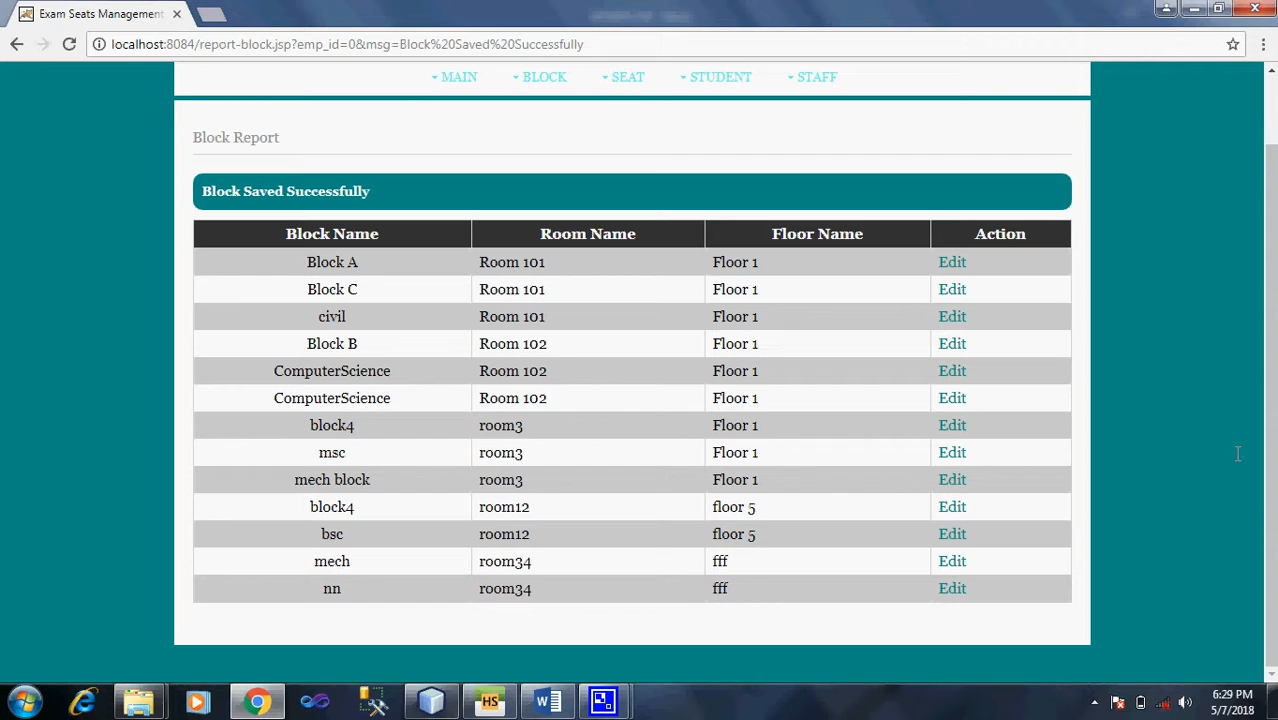 Exam Seats Management
localhost:8084/report-block.jsp?emp_id=0&msg=Block%20Saved%20Successfully
MAIN BLOCK SEAT STUDENT STAFF
Block Report
Block Saved Successfully
Block Name Room Name Floor Name Action
Block A Room 101 Floor 1 Edit
Block C Room 101 Floor 1 Edit
civil Room 101 Floor 1 Edit
Block B Room 102 Floor 1 Edit
ComputerScience Room 102 Floor 1 Edit
ComputerScience Room 102 Floor 1 Edit
block4 room3 Floor 1 Edit
msc room3 Floor 1 Edit
mech block room3 Floor 1 Edit
block4 room12 floor 5 Edit
bsc room12 floor 5 Edit
mech room34 fff Edit
nn room34 fff Edit
HS
6:29 PM
5/7/2018